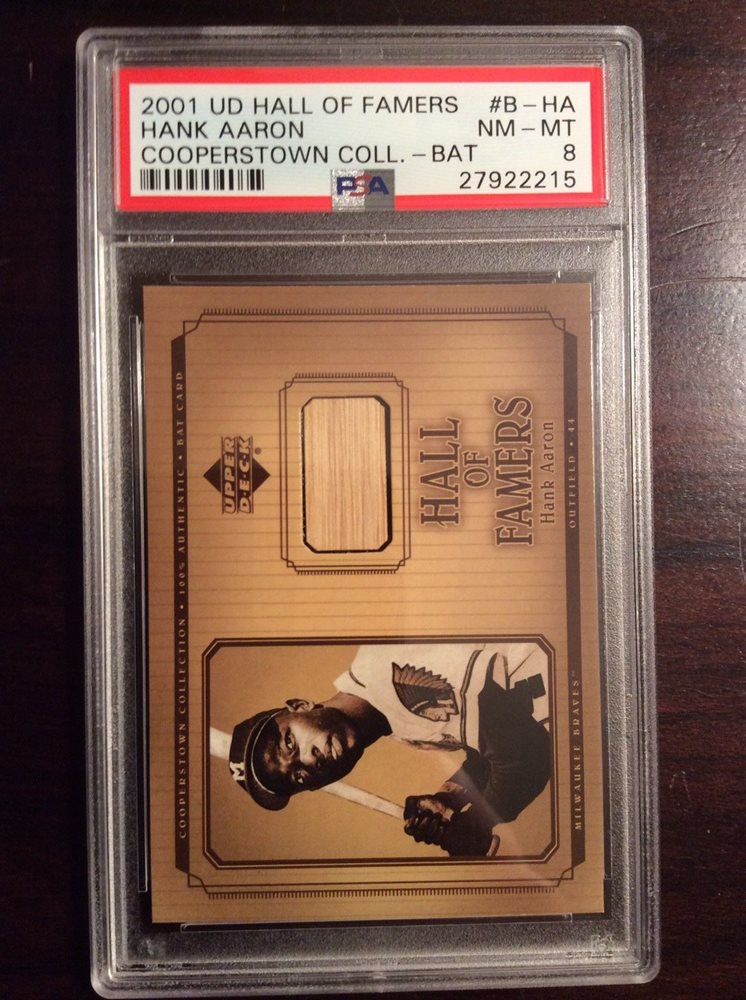 2001 UD HALL OF FAMERS #B-HA
HANK AARON NM-MT
COOPERSTOWN COLL.-BAT 8
PSA 27922215
COOPERSTOWN COLLECTION • 100% AUTHENTIC • BAT CARD
UPPER
DECK
HALL
OF
FAMERS
Hank Aaron
MILWAUKEE BRAVES™ OUTFIELD • 44
M